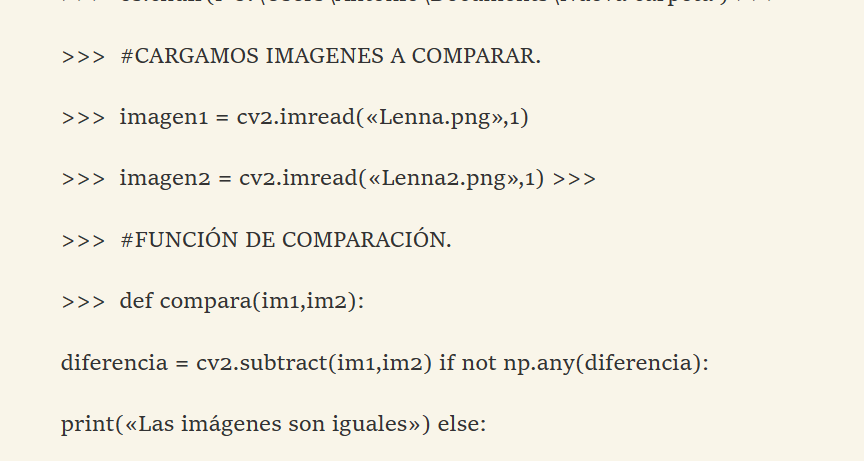 >>> #CARGAMOS IMAGENES A COMPARAR.
>>> imagen1 = cv2.imread(«Lenna.png»,1)
>>> imagen2 = cv2.imread(«Lenna2.png»,1) >>>
>>> #FUNCIÓN DE COMPARACIÓN.
>>> def compara(im1,im2):
diferencia = cv2.subtract(im1,im2) if not np.any(diferencia):
print(«Las imágenes son iguales») else: